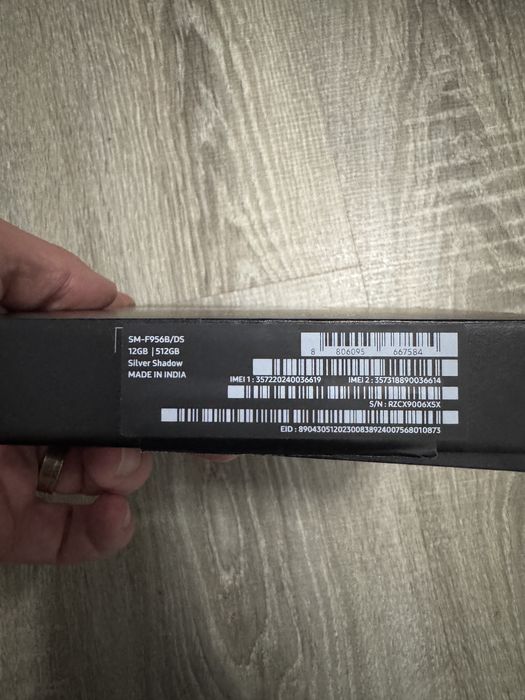 SM-F956B/DS
12GB | 512GB
Silver Shadow
MADE IN INDIA
8 806095 667584
IMEI 1 : 357220240036619 IMEI 2 : 357318890036614
S/N : RZCX9006XSX
EID : 89043051202300838924007568010873